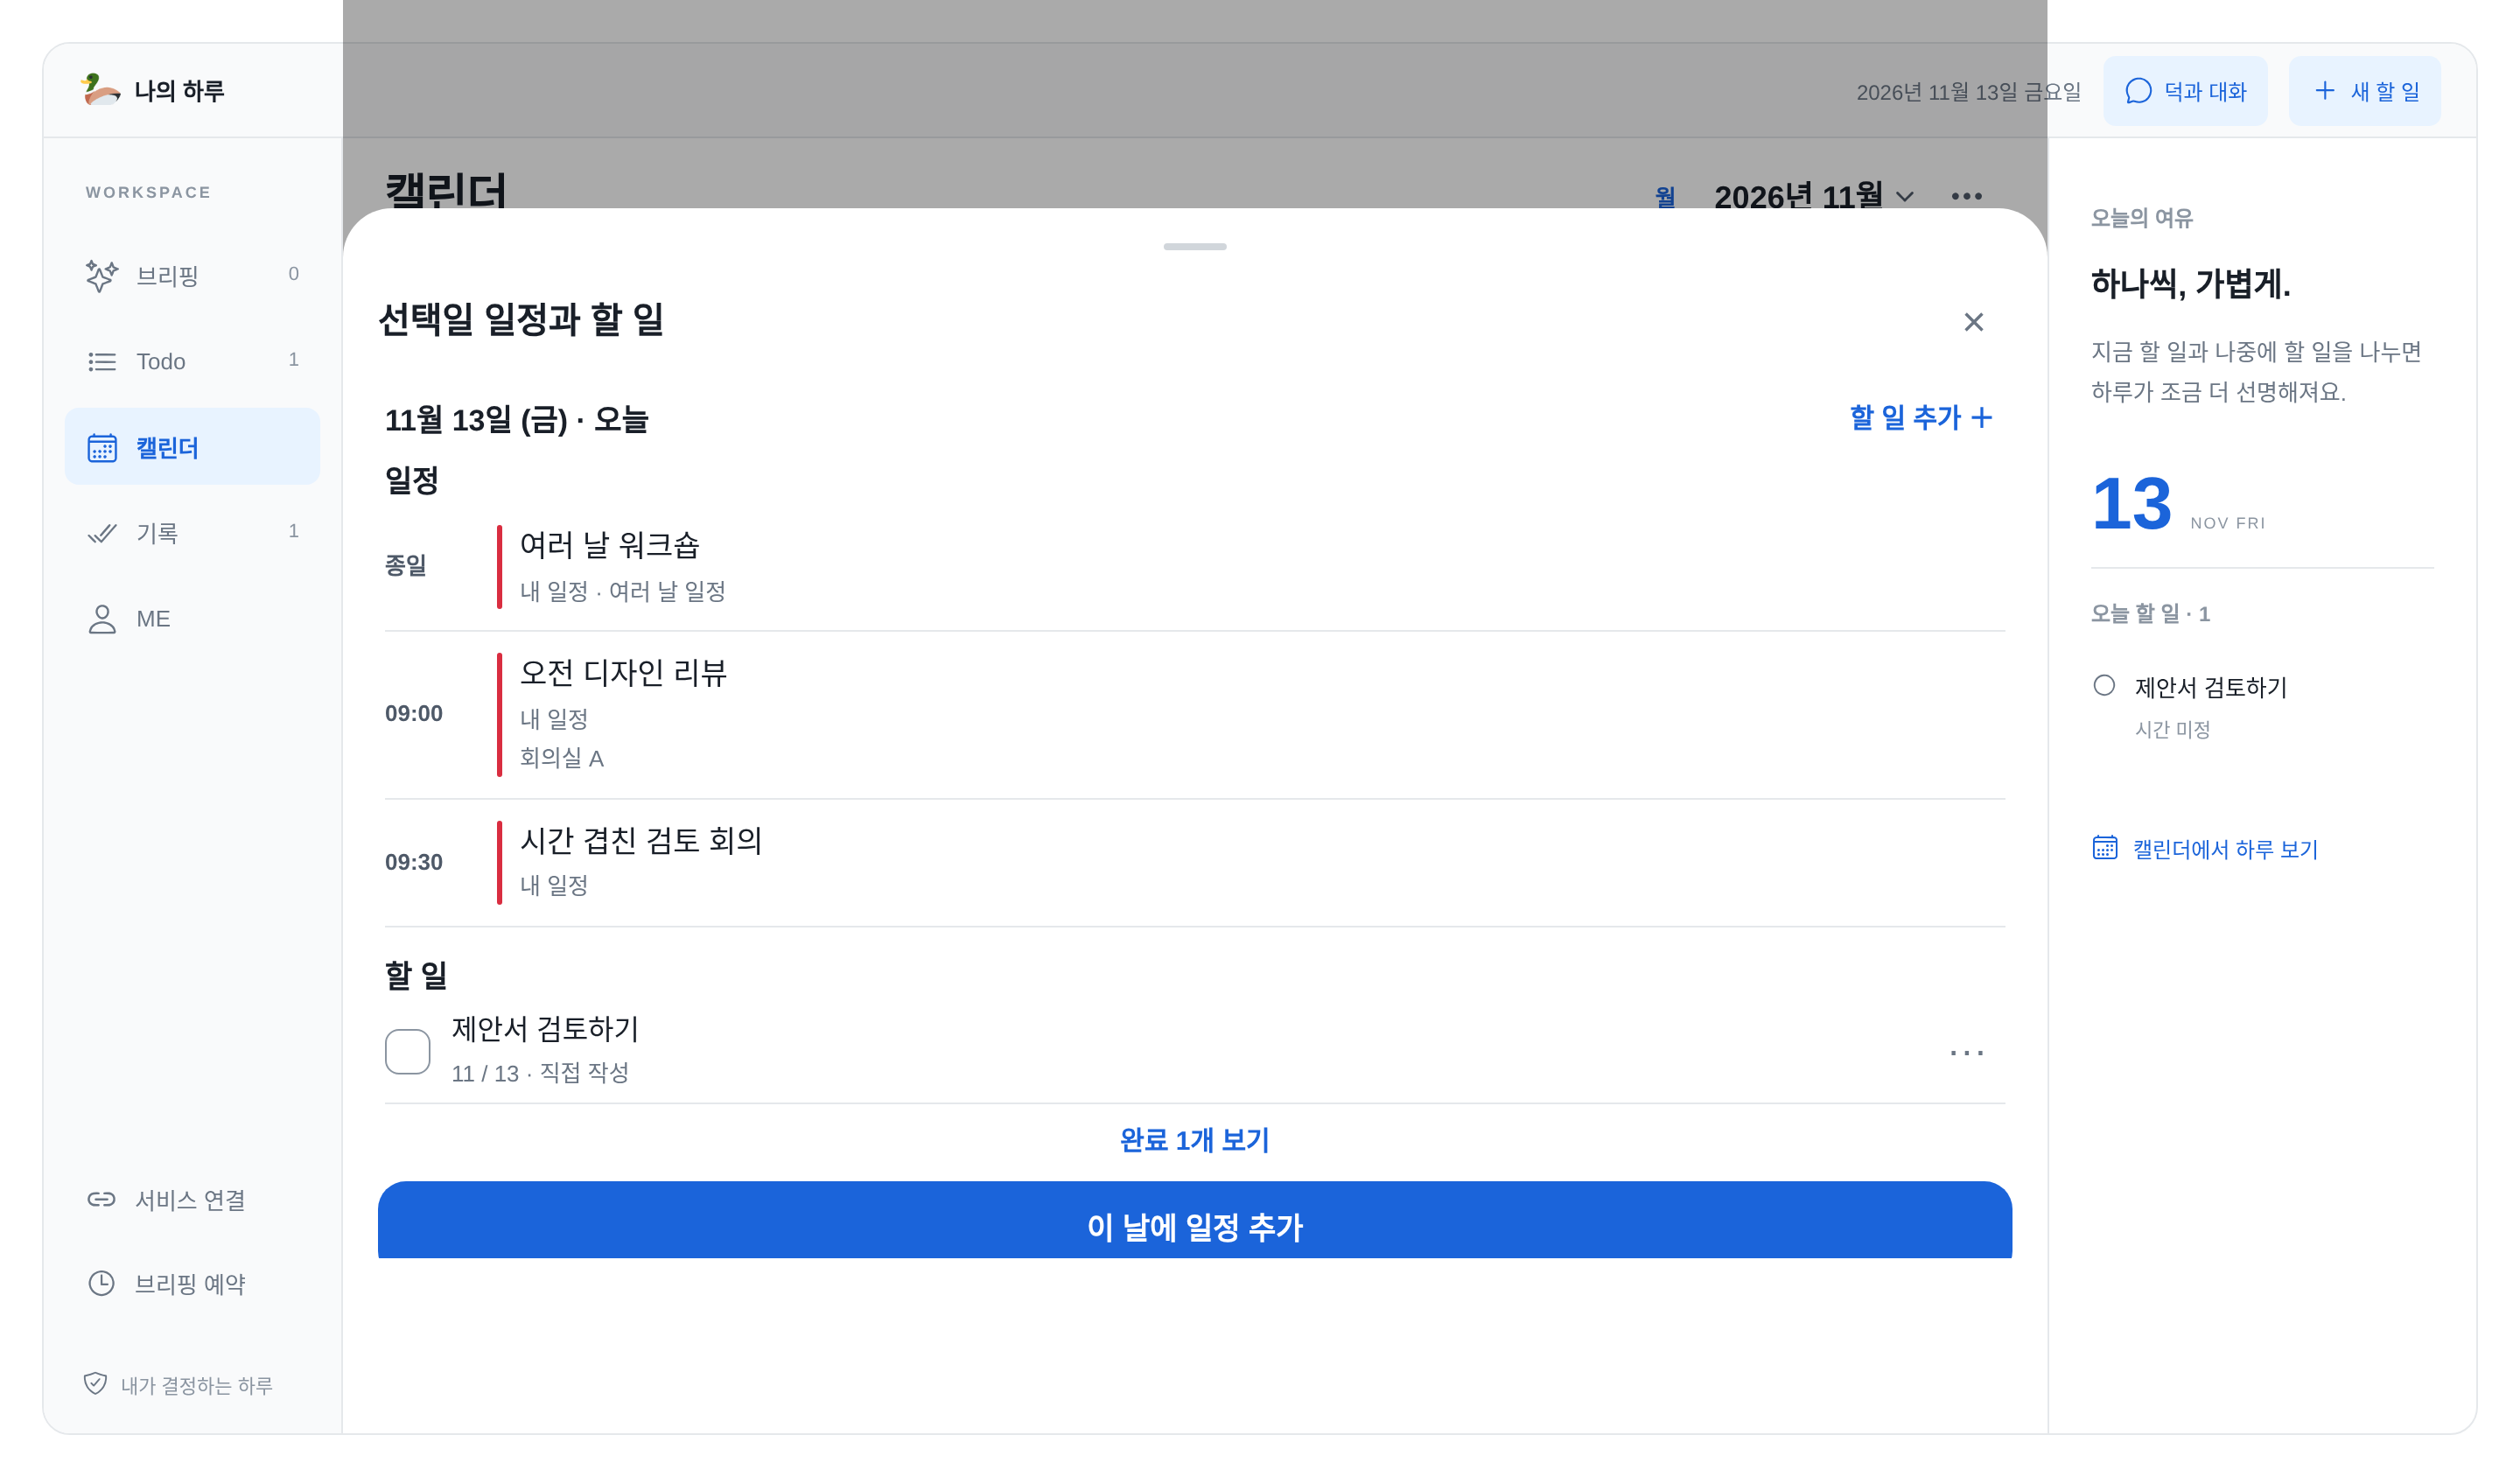 나의 하루
2026년 11월 13일 금요일
덕과 대화
새 할 일
WORKSPACE
브리핑 0
Todo 1
캘린더
기록 1
ME
서비스 연결
브리핑 예약
내가 결정하는 하루
캘린더
월 2026년 11월
선택일 일정과 할 일
11월 13일 (금) · 오늘
할 일 추가
일정
종일
여러 날 워크숍
내 일정 · 여러 날 일정
09:00
오전 디자인 리뷰
내 일정
회의실 A
09:30
시간 겹친 검토 회의
내 일정
할 일
제안서 검토하기
11 / 13 · 직접 작성
완료 1개 보기
이 날에 일정 추가
오늘의 여유
하나씩, 가볍게.
지금 할 일과 나중에 할 일을 나누면
하루가 조금 더 선명해져요.
13 NOV FRI
오늘 할 일 · 1
제안서 검토하기
시간 미정
캘린더에서 하루 보기